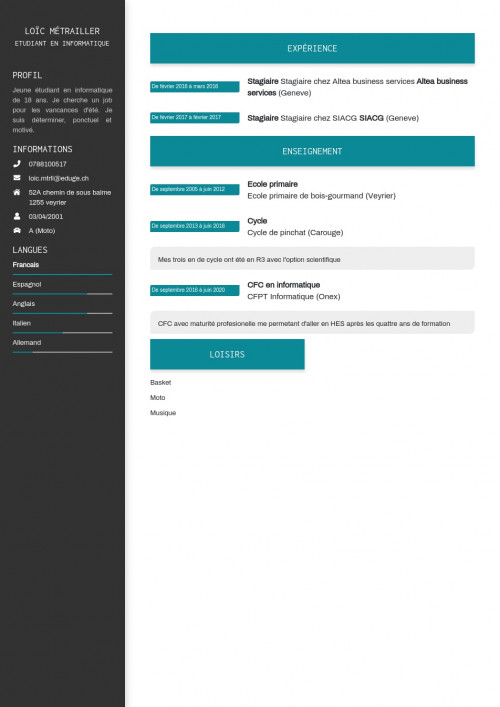 LOÏC MÉTRAILLER
ETUDIANT EN INFORMATIQUE
PROFIL
Jeune étudiant en informatique
de 18 ans. Je cherche un job
pour les vancances d'été. Je
suis déterminer, ponctuel et
motivé.
INFORMATIONS
0788100517
loic.mtrll@eduge.ch
52A chemin de sous balme
1255 veyrier
03/04/2001
A (Moto)
LANGUES
Francais
Espagnol
Anglais
Italien
Allemand
EXPÉRIENCE
De février 2016 à mars 2016
Stagiaire Stagiaire chez Altea business services Altea business
services (Geneve)
De février 2017 à février 2017
Stagiaire Stagiaire chez SIACG SIACG (Geneve)
ENSEIGNEMENT
De septembre 2005 à juin 2012
Ecole primaire
Ecole primaire de bois-gourmand (Veyrier)
De septembre 2013 à juin 2016
Cycle
Cycle de pinchat (Carouge)
Mes trois en de cycle ont été en R3 avec l'option scientifique
De septembre 2016 à juin 2020
CFC en informatique
CFPT Informatique (Onex)
CFC avec maturité profesionelle me permetant d'aller en HES après les quattre ans de formation
LOISIRS
Basket
Moto
Musique